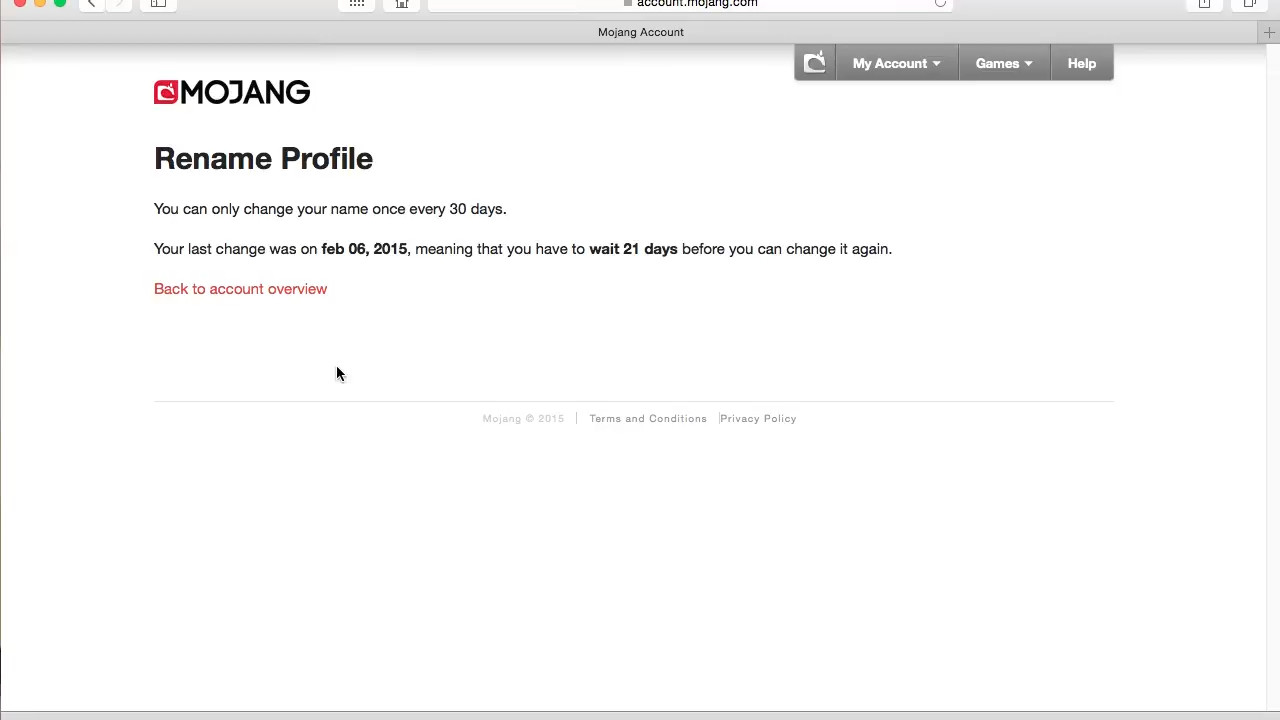 account.mojang.com
Mojang Account
My Account
Games
Help
MOJANG
Rename Profile
You can only change your name once every 30 days.
Your last change was on feb 06, 2015, meaning that you have to wait 21 days before you can change it again.
Back to account overview
Mojang © 2015 | Terms and Conditions | Privacy Policy